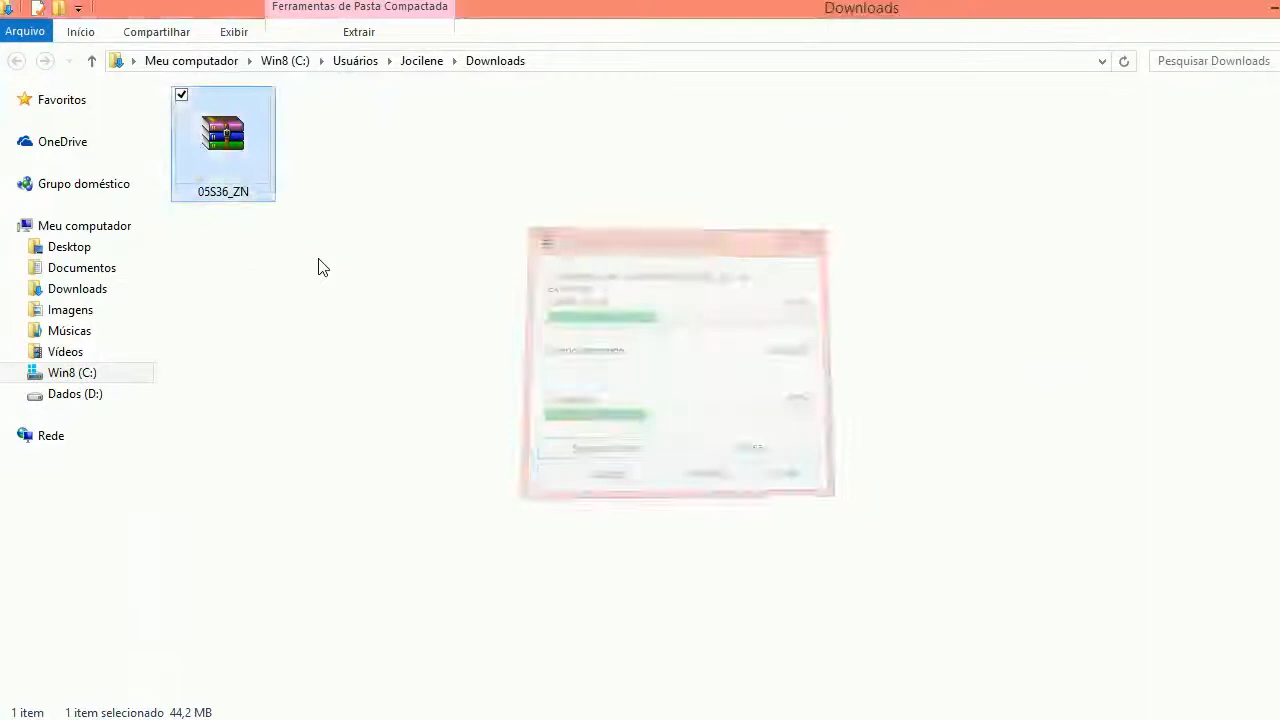 Ferramentas de Pasta Compactada
Downloads
Arquivo
Início
Compartilhar
Exibir
Extrair
Meu computador
Win8 (C:)
Usuários
Jocilene
Downloads
Pesquisar Downloads
Favoritos
OneDrive
Grupo doméstico
Meu computador
Desktop
Documentos
Downloads
Imagens
Músicas
Vídeos
Win8 (C:)
Dados (D:)
Rede
05S36_ZN
1 item
1 item selecionado 44,2 MB